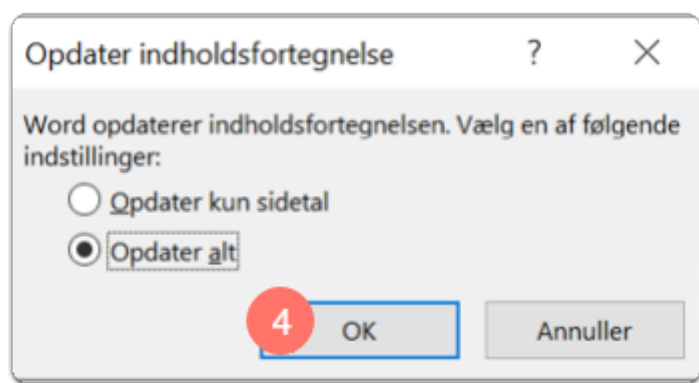 Opdater indholdsfortegnelse ?
Word opdaterer indholdsfortegnelsen. Vælg en af følgende
indstillinger:
Opdater kun sidetal
Opdater alt
4 OK Annuller